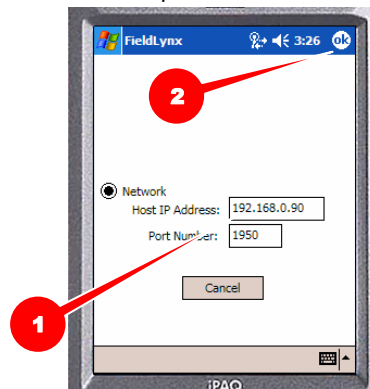 FieldLynx 3:26 ok
2
Network
Host IP Address: 192.168.0.90
Port Number: 1950
Cancel
1
iPAQ